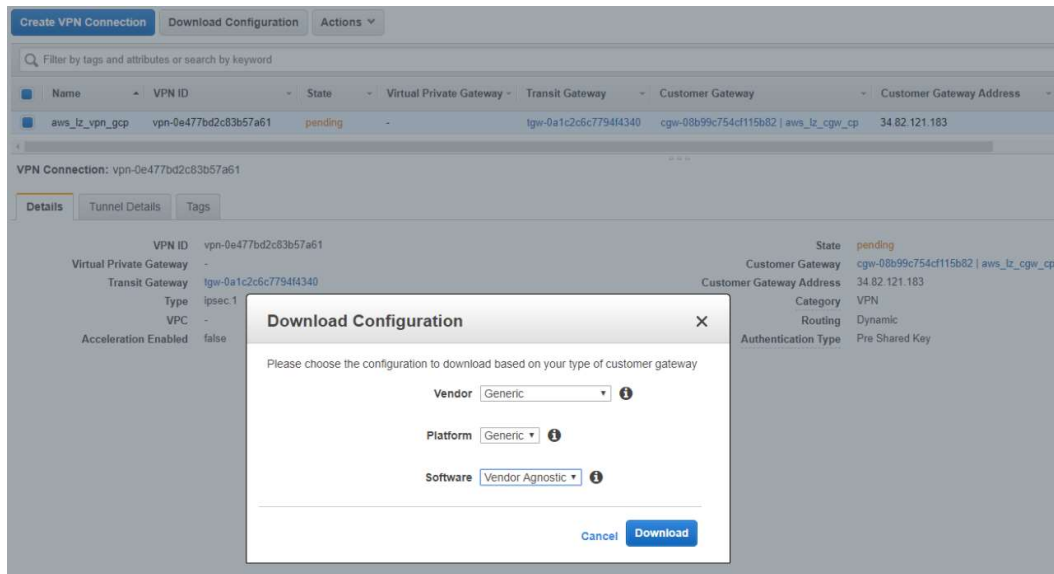 Create VPN Connection Download Configuration Actions
Filter by tags and attributes or search by keyword
Name VPN ID State Virtual Private Gateway Transit Gateway Customer Gateway Customer Gateway Address
aws_lz_vpn_gcp vpn-0e477bd2c83b57a61 pending - tgw-0a1c2c6c7794f4340 cgw-08b99c754cf115b82 | aws_lz_cgw_cp 34.82.121.183
VPN Connection: vpn-0e477bd2c83b57a61
Details Tunnel Details Tags
VPN ID vpn-0e477bd2c83b57a61 State pending
Virtual Private Gateway - Customer Gateway cgw-08b99c754cf115b82 | aws_lz_cgw_cp
Transit Gateway tgw-0a1c2c6c7794f4340 Customer Gateway Address 34.82.121.183
Type ipsec.1 Category VPN
VPC - Routing Dynamic
Acceleration Enabled false Authentication Type Pre Shared Key
Download Configuration
Please choose the configuration to download based on your type of customer gateway
Vendor Generic
Platform Generic
Software Vendor Agnostic
Cancel Download